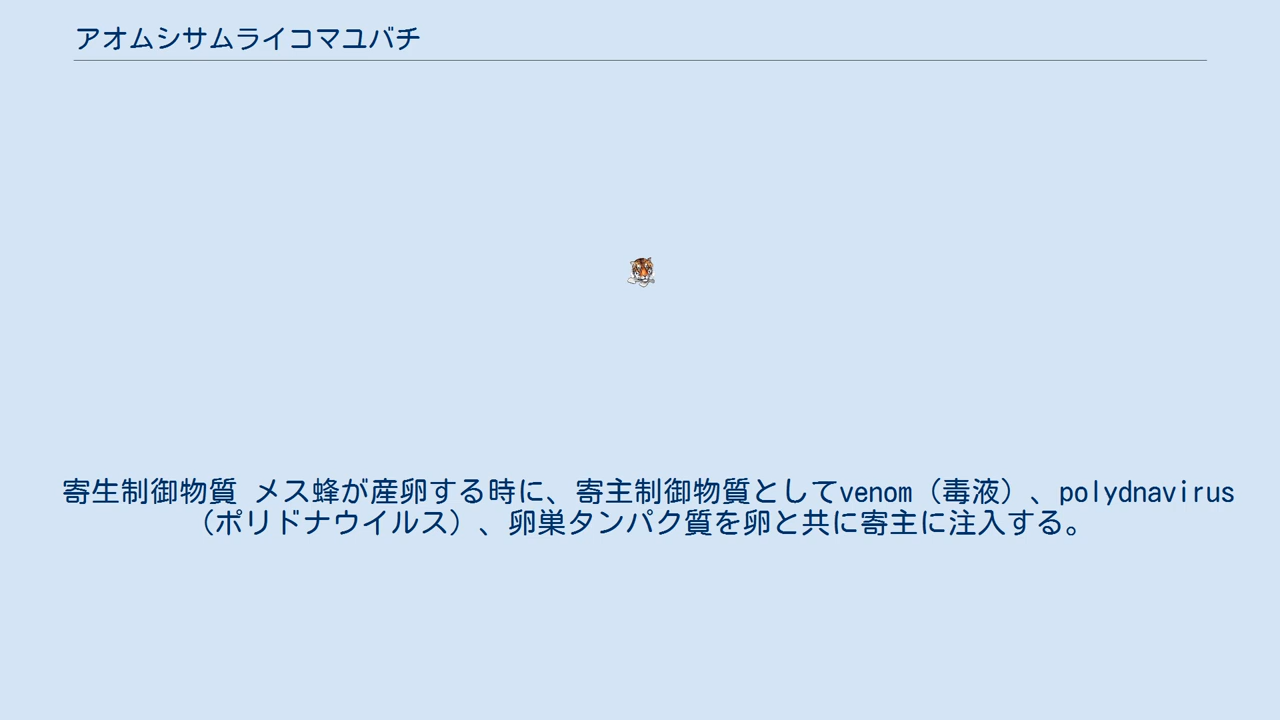 アオムシサムライコマユバチ
寄生制御物質 メス蜂が産卵する時に、寄主制御物質としてvenom（毒液）、polydnavirus
（ポリドナウイルス）、卵巣タンパク質を卵と共に寄主に注入する。